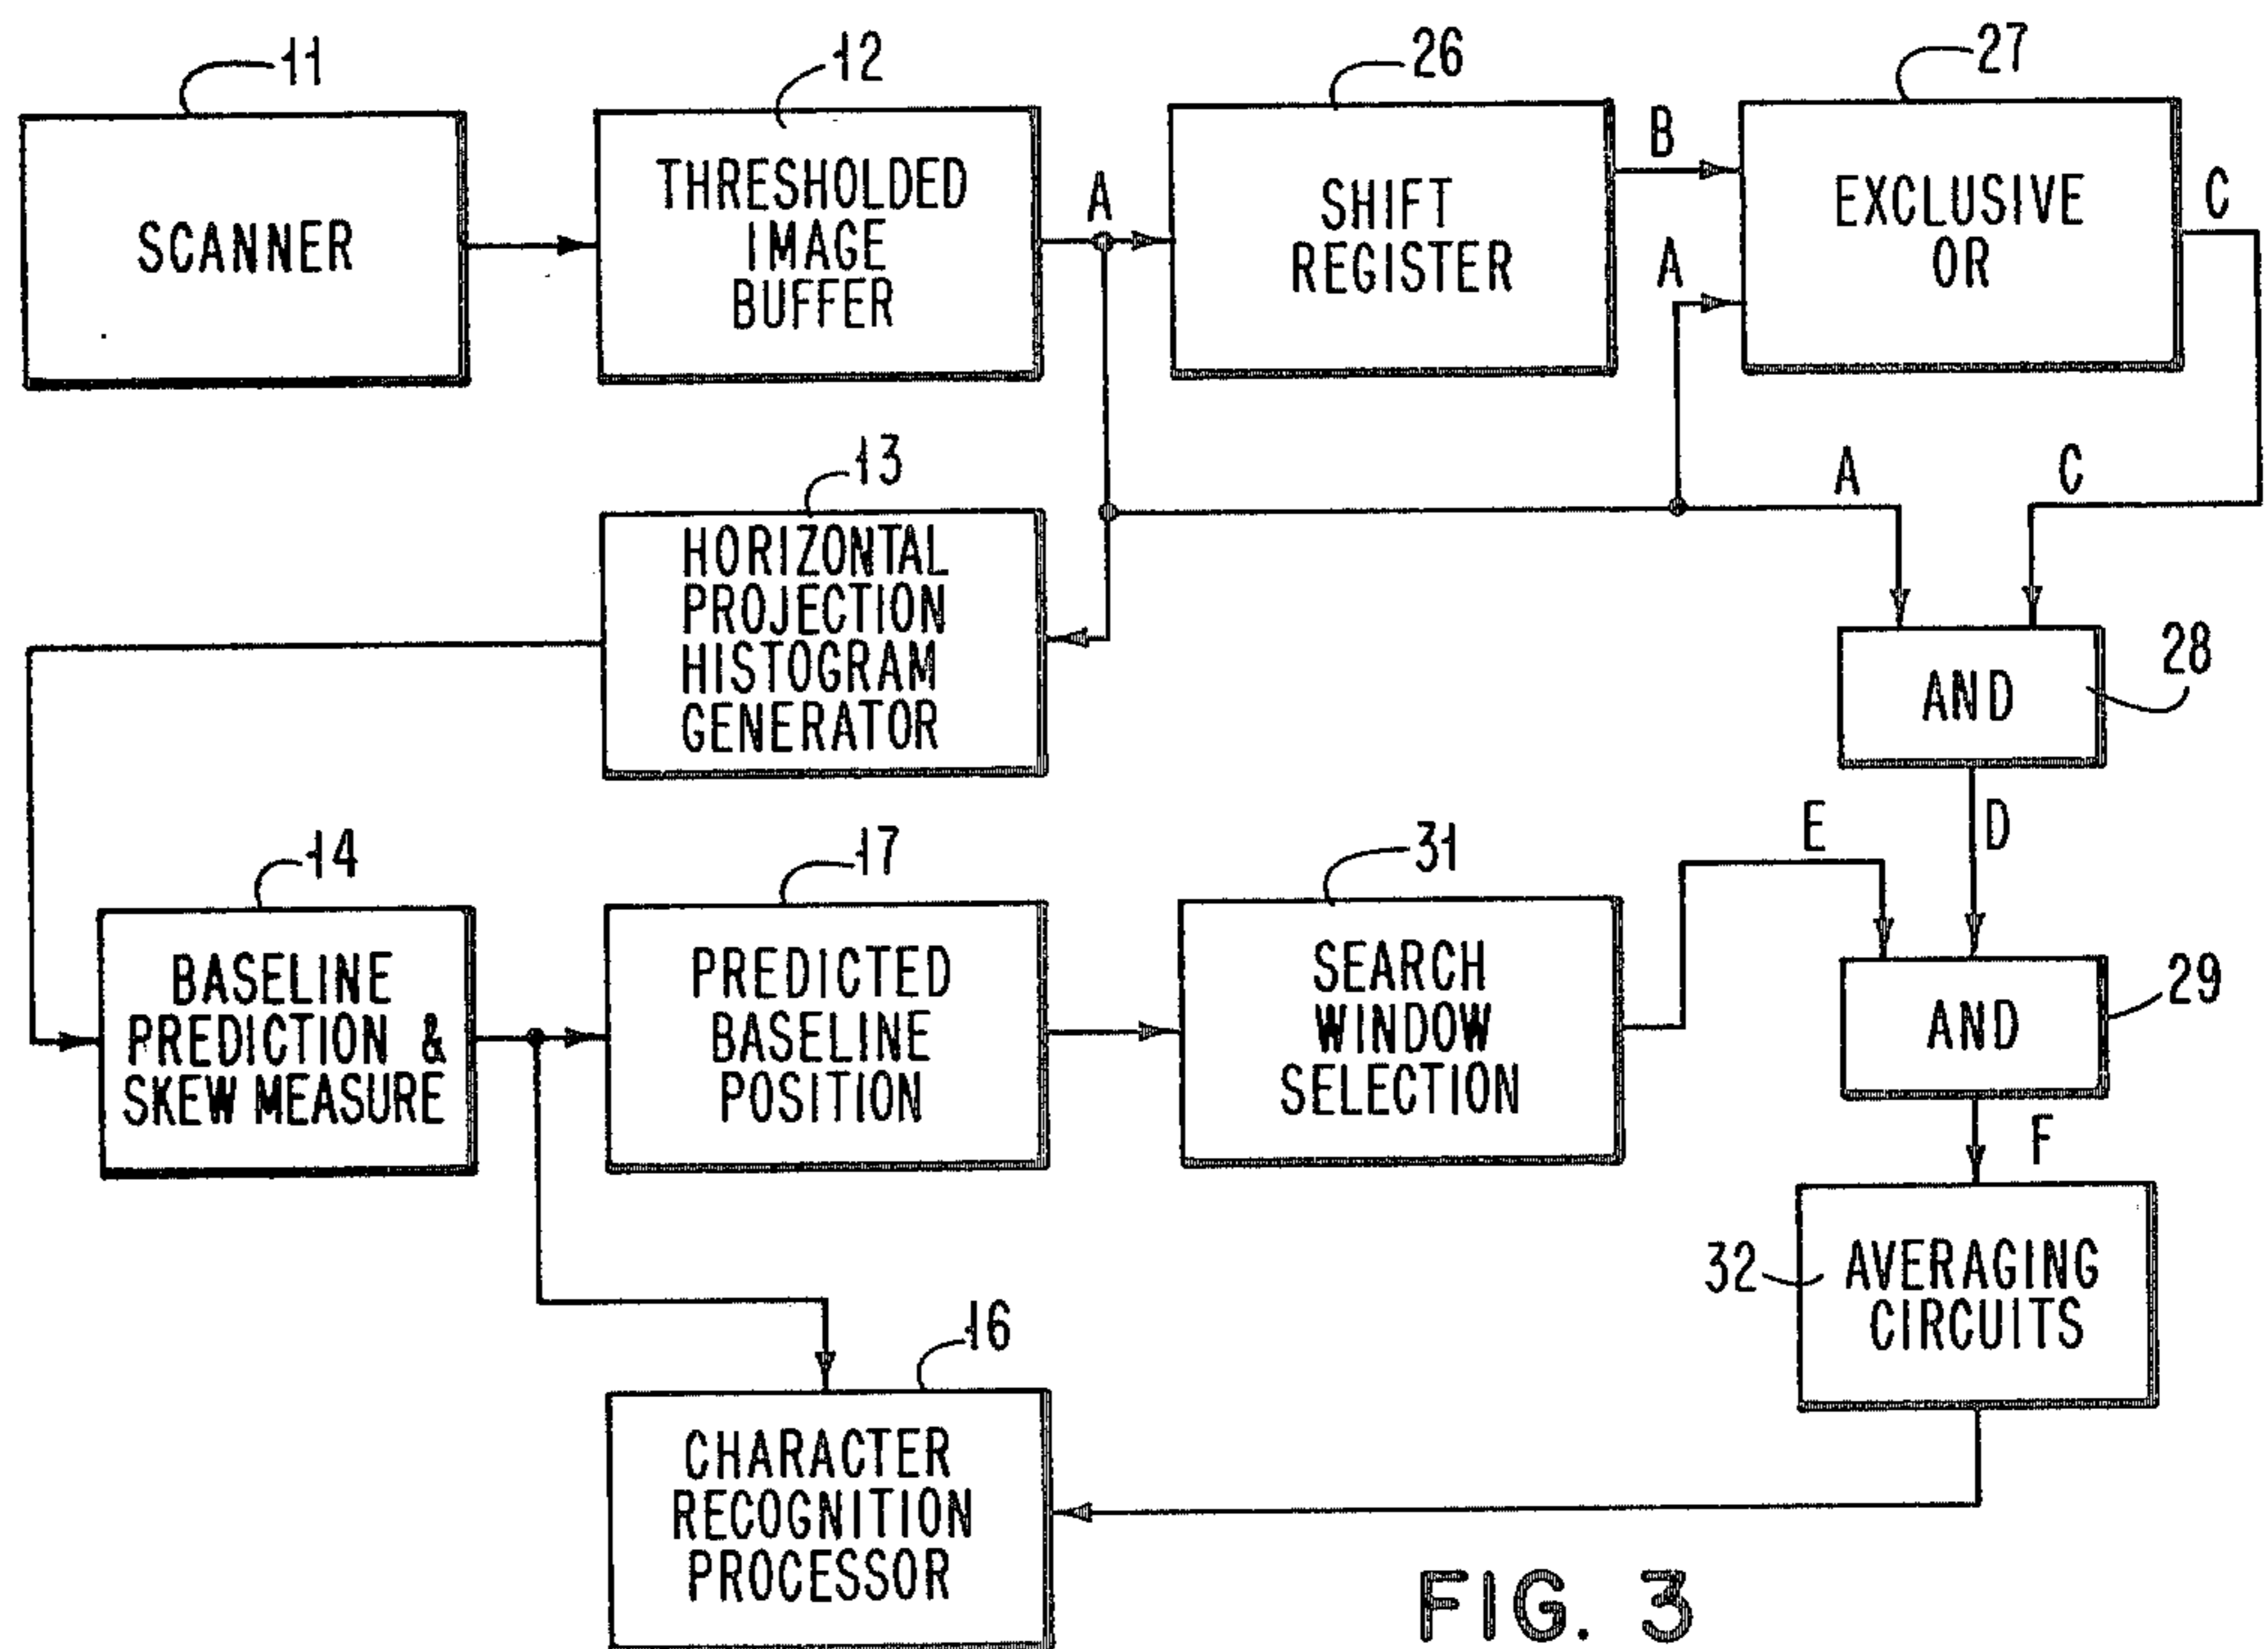 11
12
26
27
SCANNER
THRESHOLDED
IMAGE
BUFFER
A
SHIFT
REGISTER
B
A
EXCLUSIVE
OR
C
13
HORIZONTAL
PROJECTION
HISTOGRAM
GENERATOR
A
C
AND
28
D
14
BASELINE
PREDICTION &
SKEW MEASURE
17
PREDICTED
BASELINE
POSITION
31
SEARCH
WINDOW
SELECTION
E
AND
29
F
32
AVERAGING
CIRCUITS
16
CHARACTER
RECOGNITION
PROCESSOR
FIG. 3